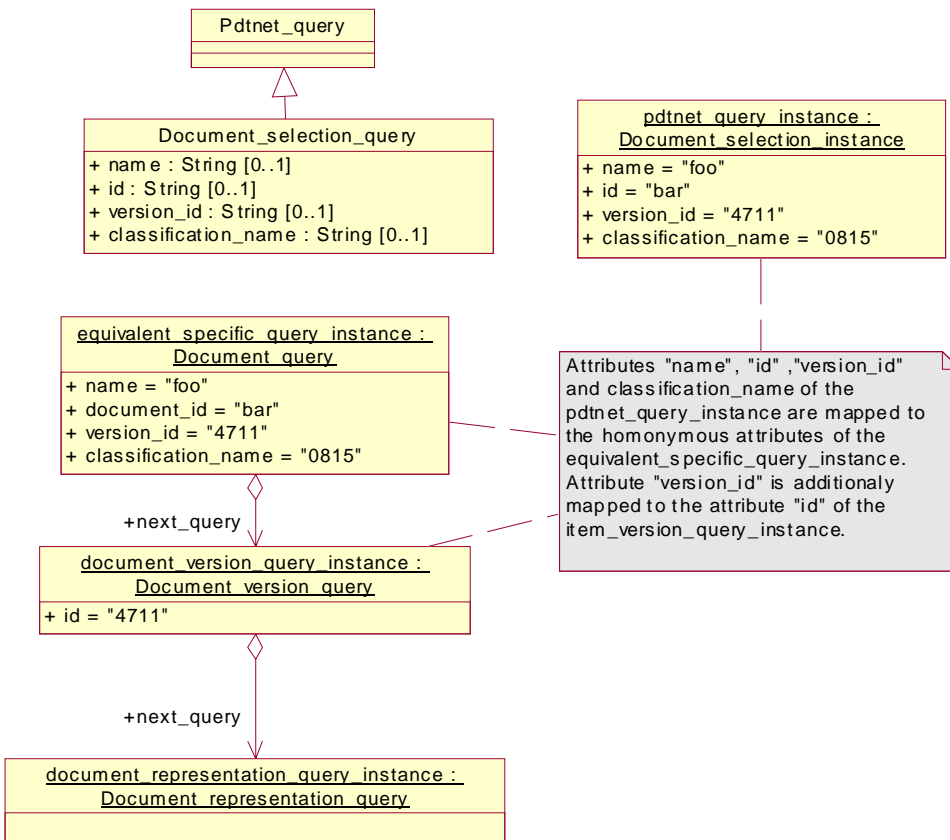 Pdtnet_query
Document_selection_query
+ name : String [0..1]
+ id : String [0..1]
+ version_id : String [0..1]
+ classification_name : String [0..1]
pdtnet_query_instance :
Document_selection_instance
+ name = "foo"
+ id = "bar"
+ version_id = "4711"
+ classification_name = "0815"
equivalent_specific_query_instance :
Document_query
+ name = "foo"
+ document_id = "bar"
+ version_id = "4711"
+ classification_name = "0815"
Attributes "name", "id" ,"version_id"
and classification_name of the
pdtnet_query_instance are mapped to
the homonymous attributes of the
equivalent_specific_query_instance.
Attribute "version_id" is additionaly
mapped to the attribute "id" of the
item_version_query_instance.
+next_query
document_version_query_instance :
Document_version_query
+ id = "4711"
+next_query
document_representation_query_instance :
Document_representation_query